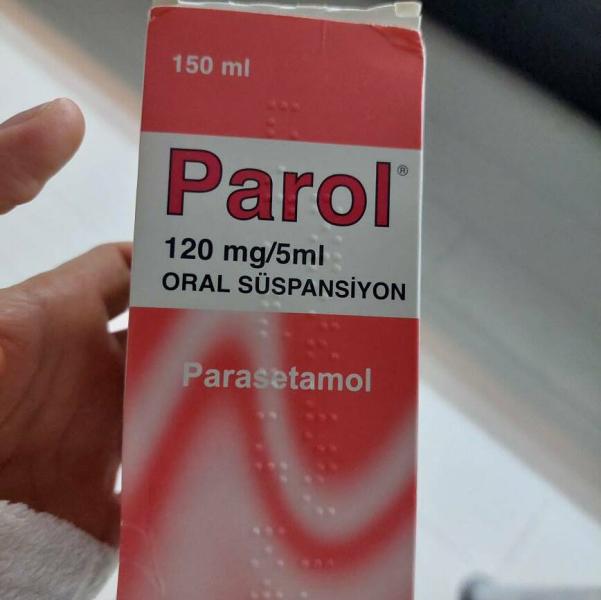 150 ml
Parol®
120 mg/5ml
ORAL SÜSPANSİYON
Parasetamol